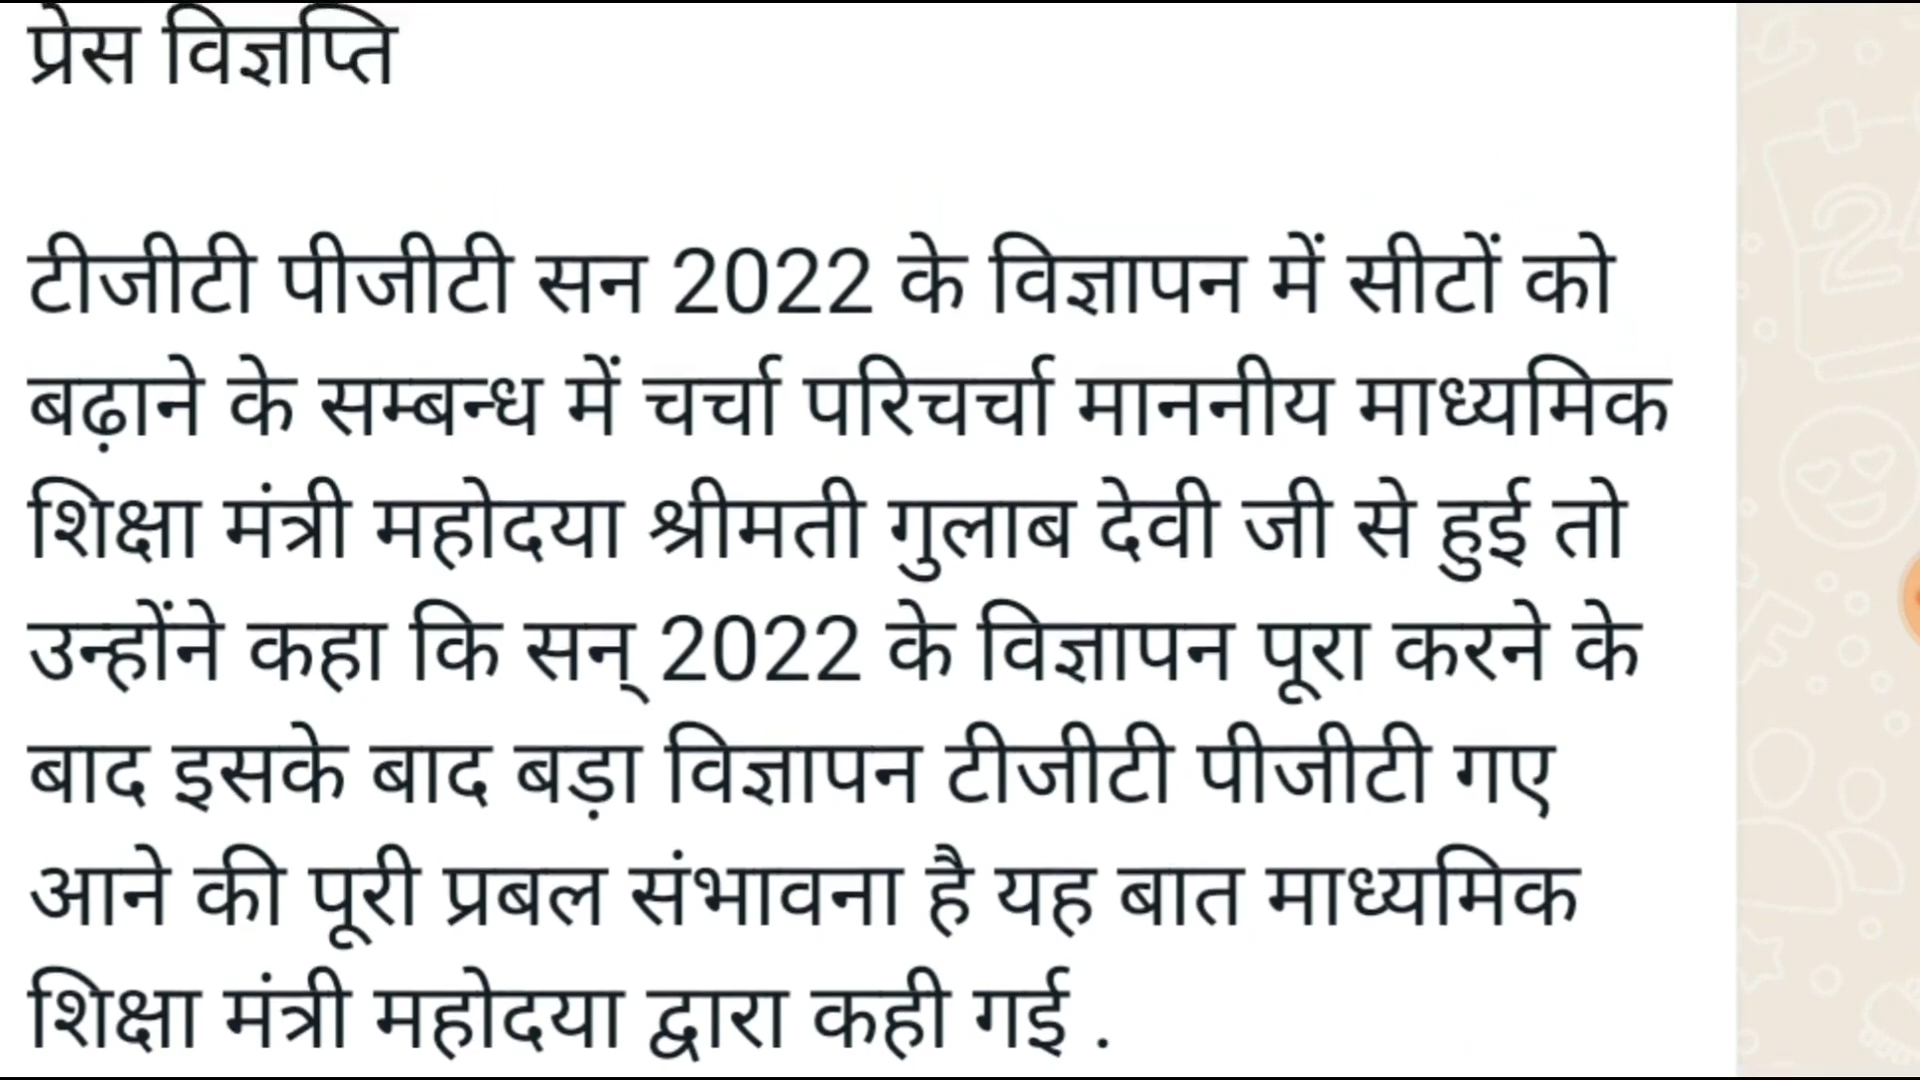 प्रेस विज्ञप्ति
टीजीटी पीजीटी सन 2022 के विज्ञापन में सीटों को
बढ़ाने के सम्बन्ध में चर्चा परिचर्चा माननीय माध्यमिक
शिक्षा मंत्री महोदया श्रीमती गुलाब देवी जी से हुई तो
उन्होंने कहा कि सन् 2022 के विज्ञापन पूरा करने के
बाद इसके बाद बड़ा विज्ञापन टीजीटी पीजीटी गए
आने की पूरी प्रबल संभावना है यह बात माध्यमिक
शिक्षा मंत्री महोदया द्वारा कही गई .